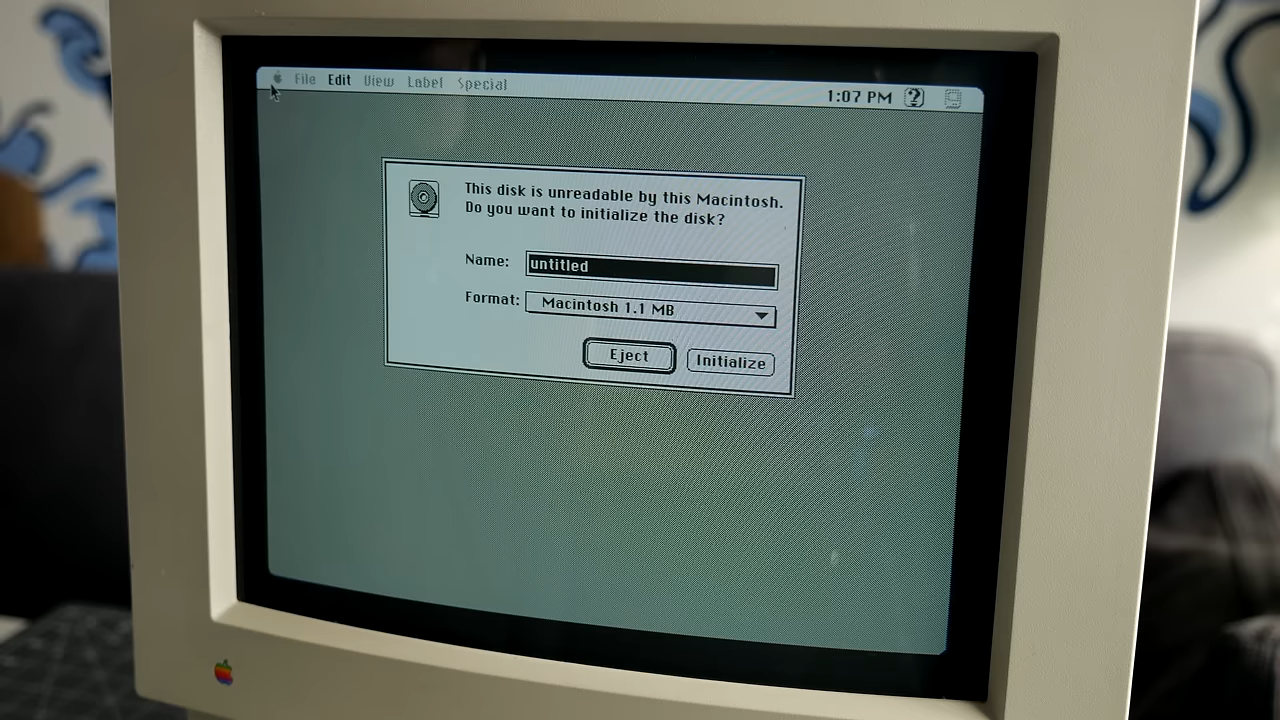 File Edit View Label Special 1:07 PM
This disk is unreadable by this Macintosh.
Do you want to initialize the disk?
Name: untitled
Format: Macintosh 1.1 MB
Eject Initialize